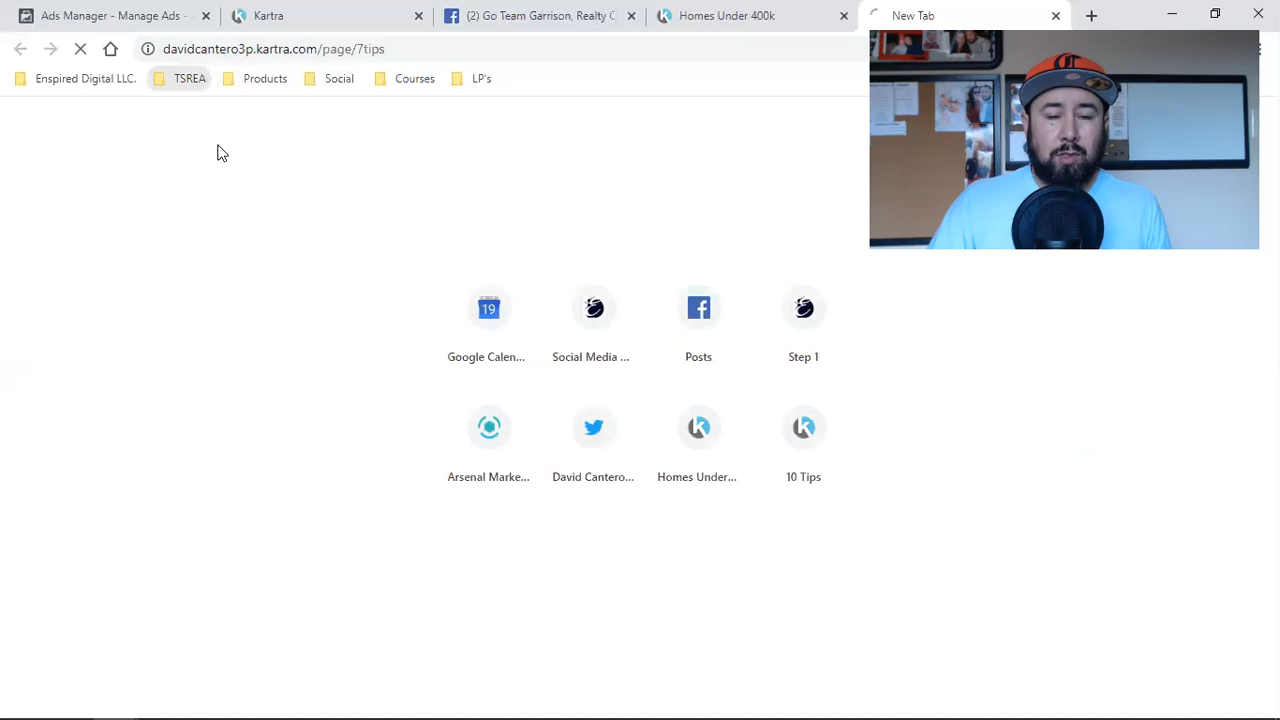 Ads Manager - Manage Ads -
Kartra
(2) Go Team Garrison, Realty C
Homes Under 400k
New Tab
davidcantero3p.kartra.com/page/7tips
Enspired Digital LLC.
TSREA
Products
Social
Courses
LP's
19
Google Calen...
Social Media ...
Posts
Step 1
Arsenal Marke...
David Cantero...
Homes Under...
10 Tips